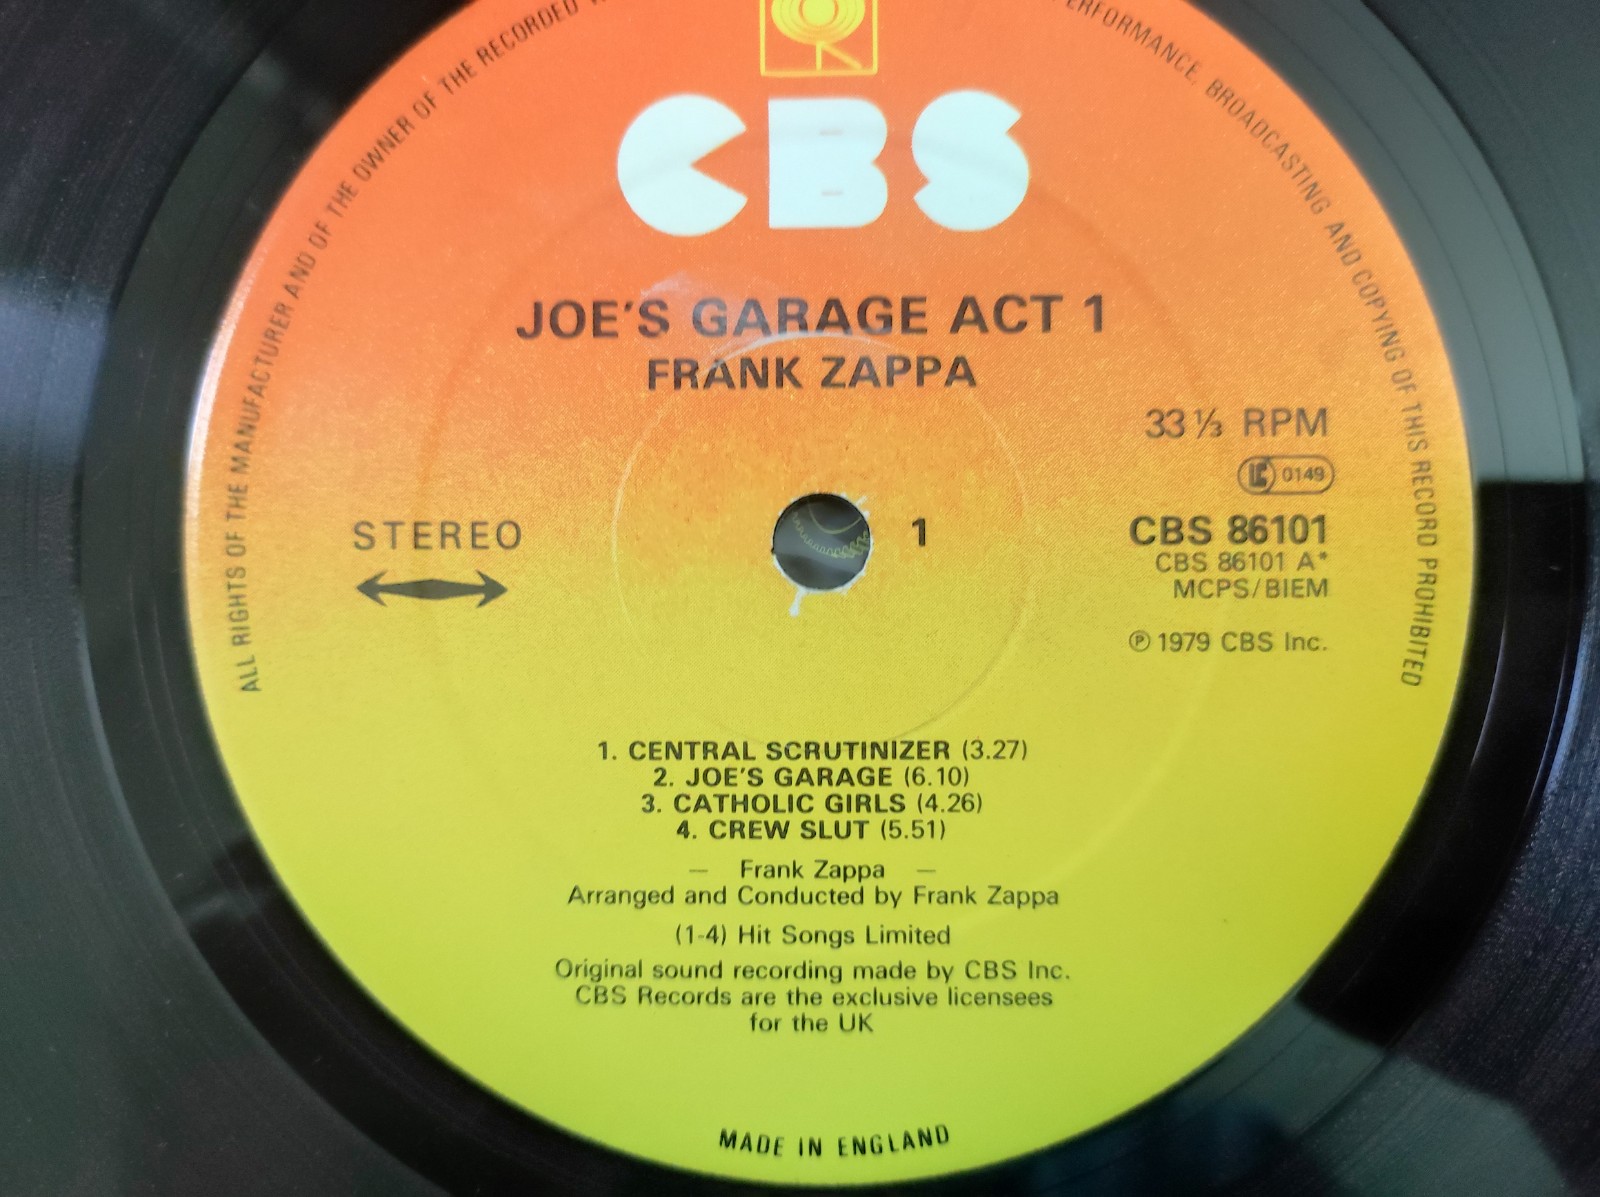 ALL RIGHTS OF THE MANUFACTURER AND OF THE OWNER OF THE RECORDED
PERFORMANCE, BROADCASTING AND COPYING OF THIS RECORD PROHIBITED
CBS
JOE'S GARAGE ACT 1
FRANK ZAPPA
33 1/3 RPM
LC 0149
STEREO
1
CBS 86101
CBS 86101 A*
MCPS/BIEM
℗ 1979 CBS Inc.
1. CENTRAL SCRUTINIZER (3.27)
2. JOE'S GARAGE (6.10)
3. CATHOLIC GIRLS (4.26)
4. CREW SLUT (5.51)
— Frank Zappa —
Arranged and Conducted by Frank Zappa
(1-4) Hit Songs Limited
Original sound recording made by CBS Inc.
CBS Records are the exclusive licensees
for the UK
MADE IN ENGLAND